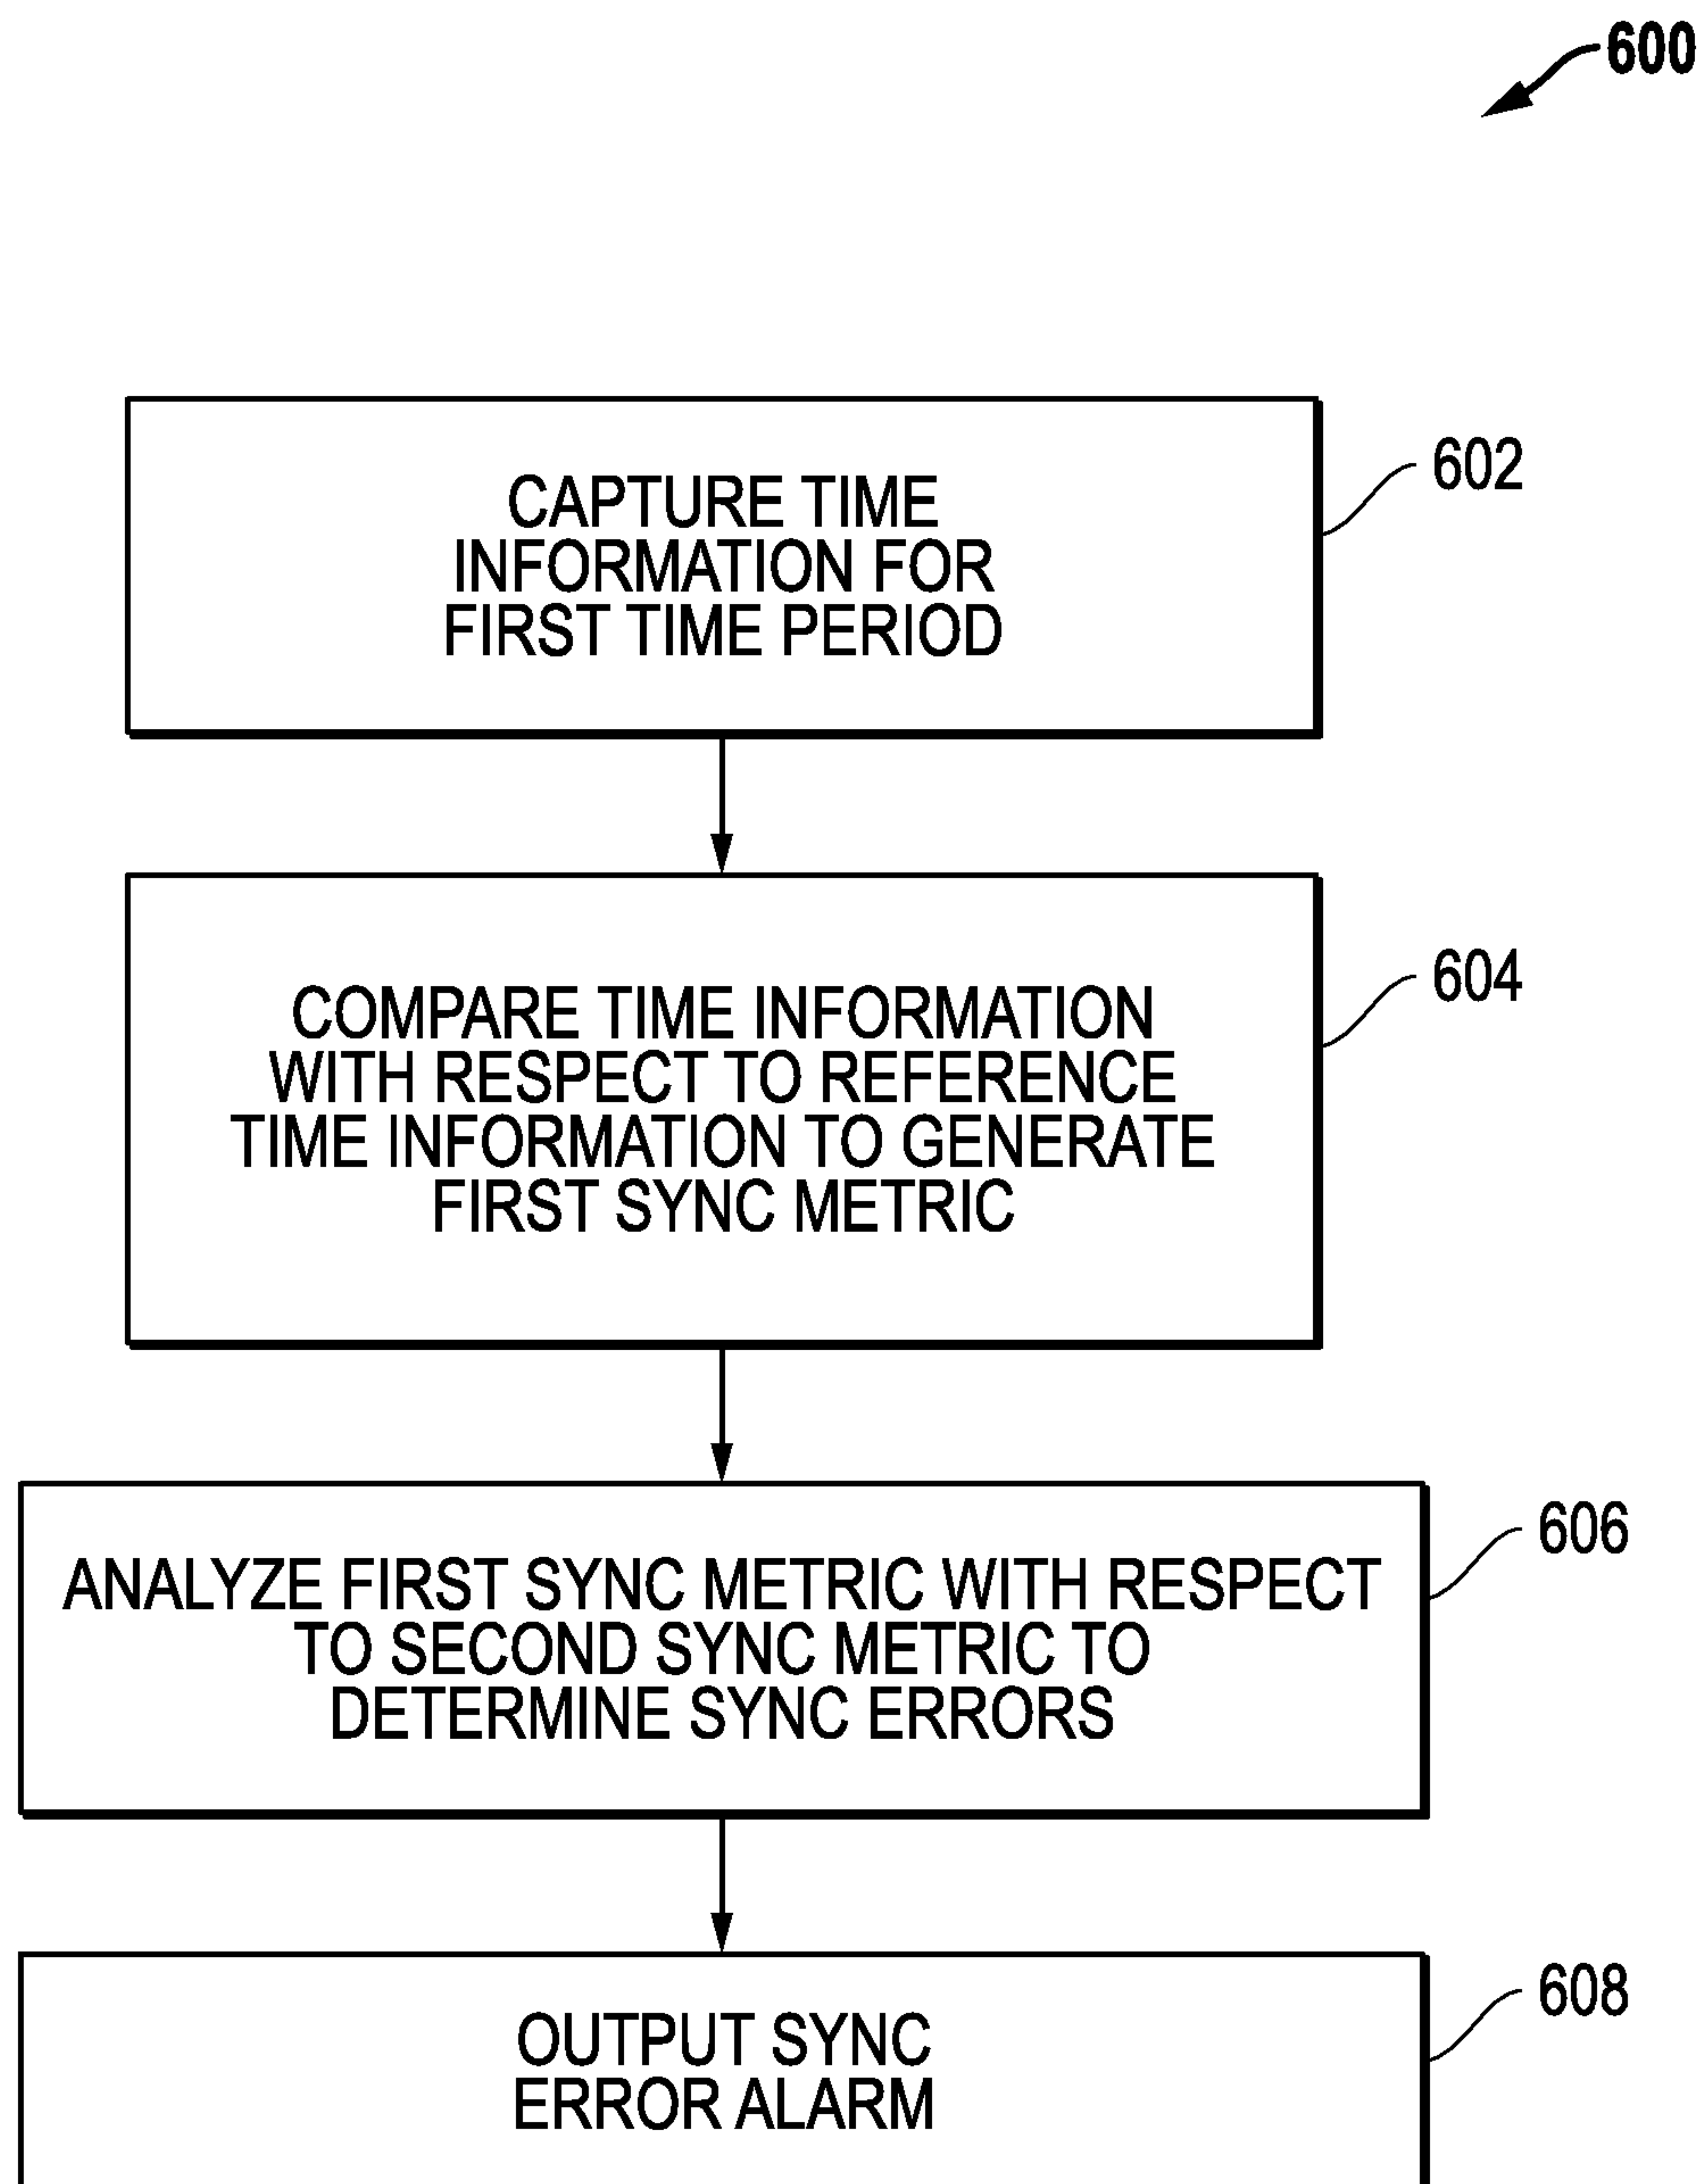 600
CAPTURE TIME
INFORMATION FOR
FIRST TIME PERIOD
602
COMPARE TIME INFORMATION
WITH RESPECT TO REFERENCE
TIME INFORMATION TO GENERATE
FIRST SYNC METRIC
604
ANALYZE FIRST SYNC METRIC WITH RESPECT
TO SECOND SYNC METRIC TO
DETERMINE SYNC ERRORS
606
OUTPUT SYNC
ERROR ALARM
608